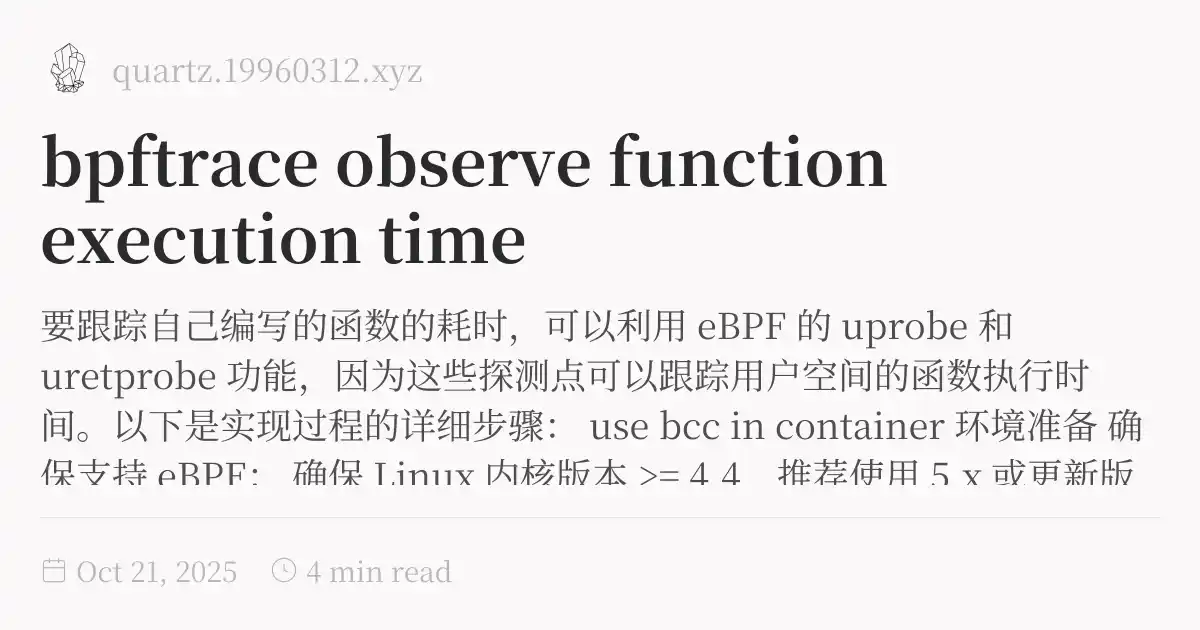 quartz.19960312.xyz
bpftrace observe function
execution time
要跟踪自己编写的函数的耗时，可以利用 eBPF 的 uprobe 和
uretprobe 功能，因为这些探测点可以跟踪用户空间的函数执行时
间。以下是实现过程的详细步骤： use bcc in container 环境准备 确
保支持 eBPF： 确保 Linux 内核版本 >= 4.4，推荐使用 5.x 或更新版
Oct 21, 2025
4 min read